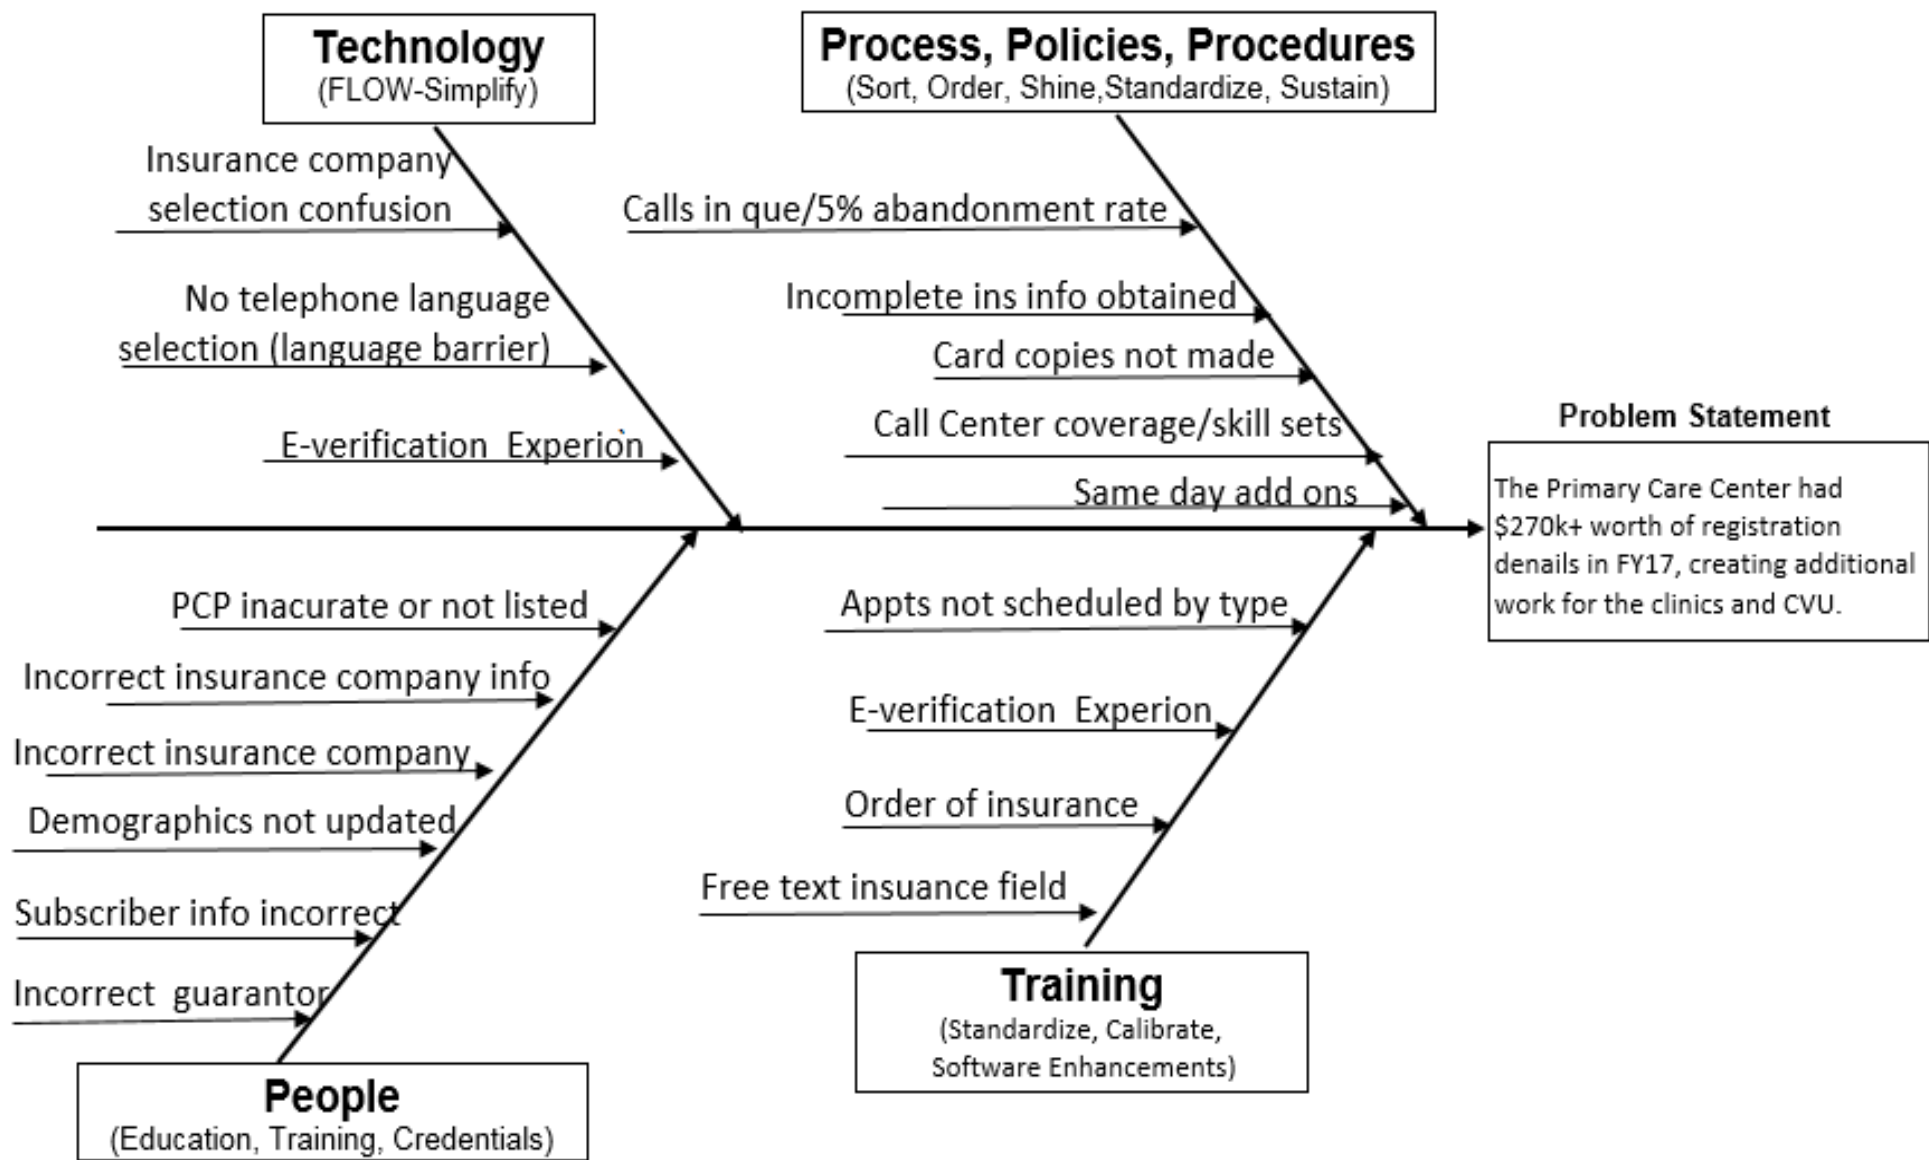 Technology
(FLOW-Simplify)
Insurance company
selection confusion
No telephone language
selection (language barrier)
E-verification Experion
Process, Policies, Procedures
(Sort, Order, Shine,Standardize, Sustain)
Calls in que/5% abandonment rate
Incomplete ins info obtained
Card copies not made
Call Center coverage/skill sets
Same day add ons
Problem Statement
The Primary Care Center had
$270k+ worth of registration
denails in FY17, creating additional
work for the clinics and CVU.
PCP inacurate or not listed
Incorrect insurance company info
Incorrect insurance company
Demographics not updated
Subscriber info incorrect
Incorrect guarantor
People
(Education, Training, Credentials)
Appts not scheduled by type
E-verification Experion
Order of insurance
Free text insuance field
Training
(Standardize, Calibrate,
Software Enhancements)